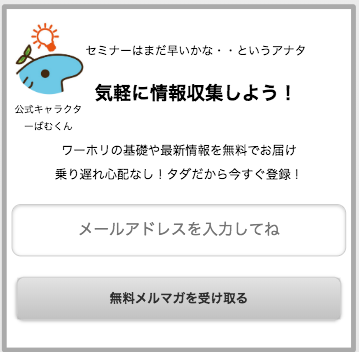 セミナーはまだ早いかな・・というアナタ
気軽に情報収集しよう！
公式キャラクタ
ーばむくん
ワーホリの基礎や最新情報を無料でお届け
乗り遅れ心配なし！タダだから今すぐ登録！
メールアドレスを入力してね
無料メルマガを受け取る